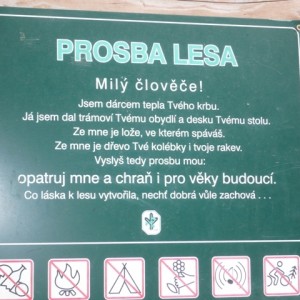 PROSBA LESA
Milý člověče!
Jsem dárcem tepla Tvého krbu.
Já jsem dal trámoví Tvému obydlí a desku Tvému stolu.
Ze mne je lože, ve kterém spáváš.
Ze mne je dřevo Tvé kolébky i tvoje rakev.
Vyslyš tedy prosbu mou:
opatruj mne a chraň i pro věky budoucí.
Co láska k lesu vytvořila, nechť dobrá vůle zachová . . .